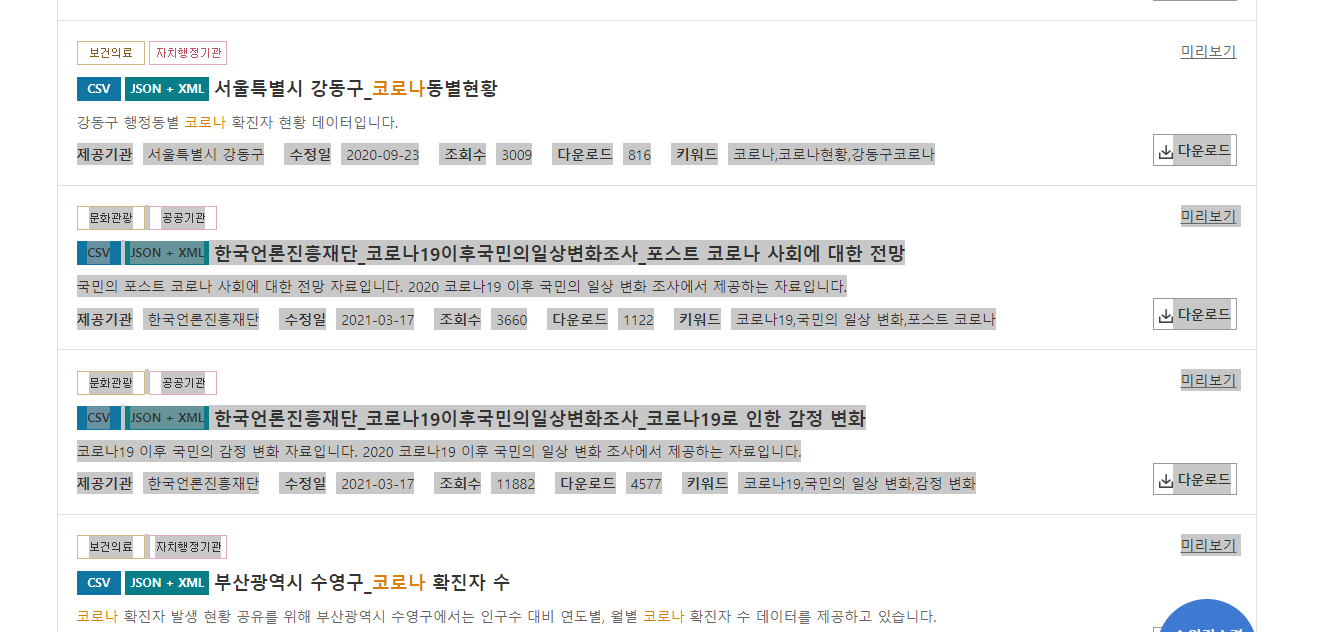 보건의료 자치행정기관 미리보기
CSV JSON + XML 서울특별시 강동구_코로나동별현황
강동구 행정동별 코로나 확진자 현황 데이터입니다.
제공기관 서울특별시 강동구 수정일 2020-09-23 조회수 3009 다운로드 816 키워드 코로나,코로나현황,강동구코로나 다운로드
문화관광 공공기관 미리보기
CSV JSON + XML 한국언론진흥재단_코로나19이후국민의일상변화조사_포스트 코로나 사회에 대한 전망
국민의 포스트 코로나 사회에 대한 전망 자료입니다. 2020 코로나19 이후 국민의 일상 변화 조사에서 제공하는 자료입니다.
제공기관 한국언론진흥재단 수정일 2021-03-17 조회수 3660 다운로드 1122 키워드 코로나19,국민의 일상 변화,포스트 코로나 다운로드
문화관광 공공기관 미리보기
CSV JSON + XML 한국언론진흥재단_코로나19이후국민의일상변화조사_코로나19로 인한 감정 변화
코로나19 이후 국민의 감정 변화 자료입니다. 2020 코로나19 이후 국민의 일상 변화 조사에서 제공하는 자료입니다.
제공기관 한국언론진흥재단 수정일 2021-03-17 조회수 11882 다운로드 4577 키워드 코로나19,국민의 일상 변화,감정 변화 다운로드
보건의료 자치행정기관 미리보기
CSV JSON + XML 부산광역시 수영구_코로나 확진자 수
코로나 확진자 발생 현황 공유를 위해 부산광역시 수영구에서는 인구수 대비 연도별, 월별 코로나 확진자 수 데이터를 제공하고 있습니다.